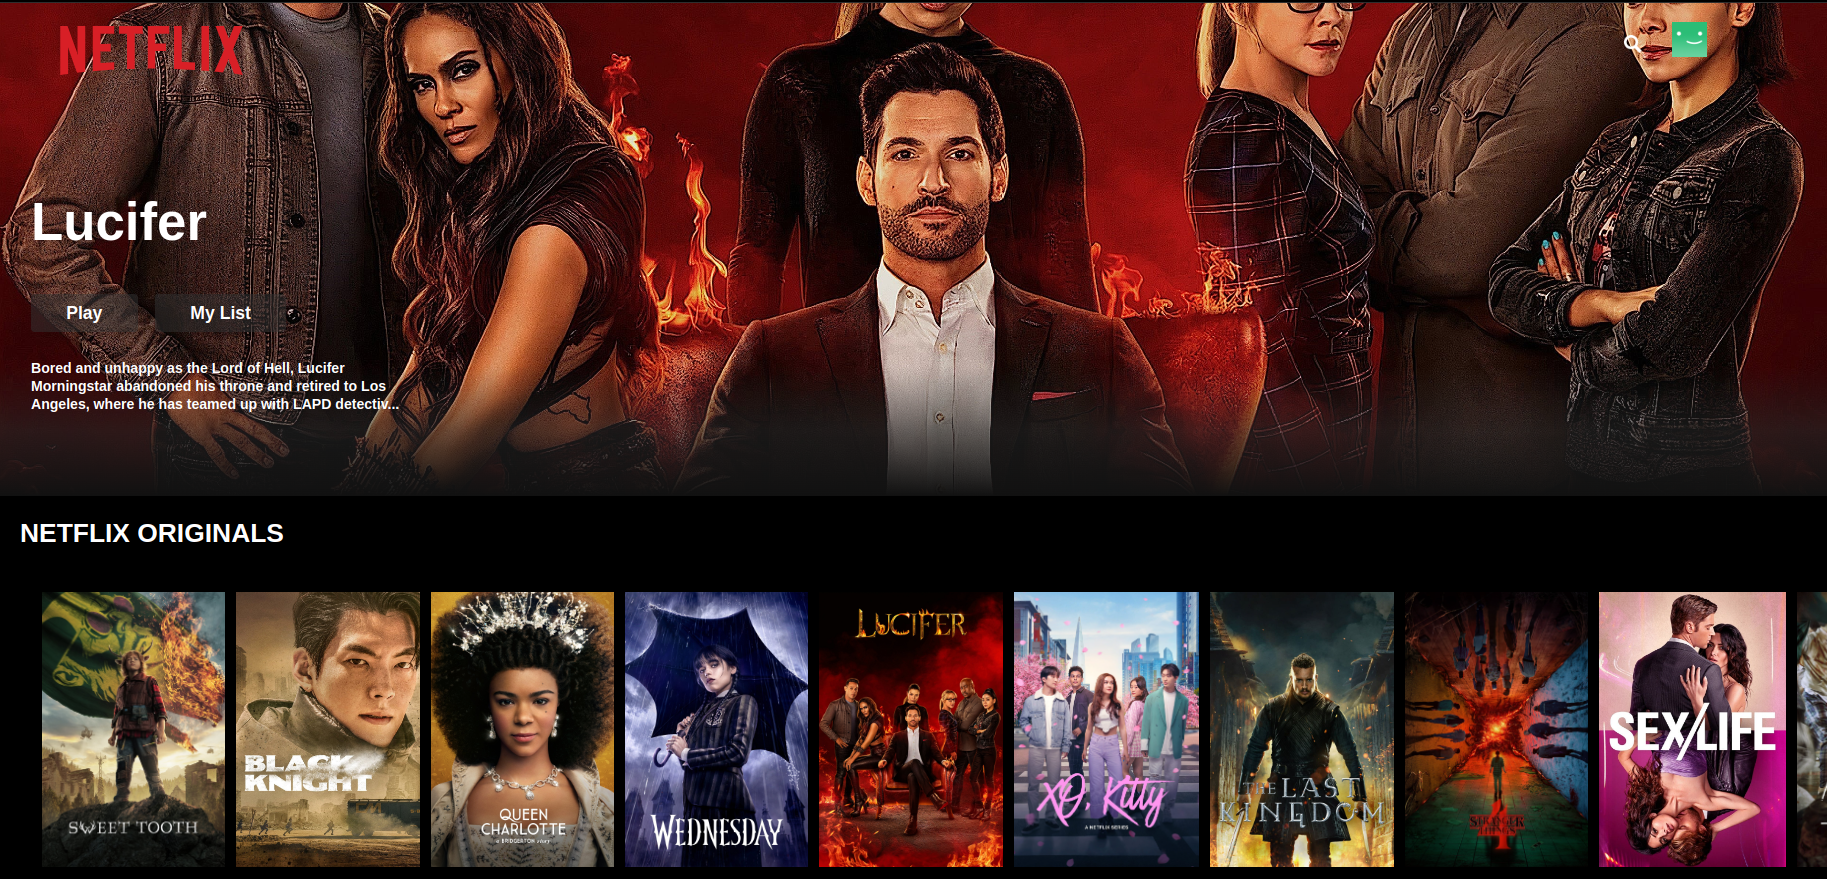 NETFLIX
Lucifer
Play
My List
Bored and unhappy as the Lord of Hell, Lucifer
Morningstar abandoned his throne and retired to Los
Angeles, where he has teamed up with LAPD detectiv...
NETFLIX ORIGINALS
SWEET TOOTH
BLACK
KNIGHT
QUEEN
CHARLOTTE
a BRIDGERTON story
WEDNESDAY
LUCIFER
XO, Kitty
A NETFLIX SERIES
THE LAST
KINGDOM
STRANGER
THINGS
4
SEX/LIFE